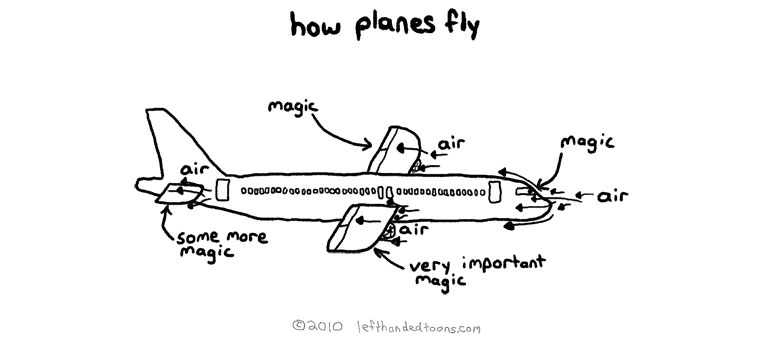 how planes fly
magic
air
magic
air
air
some more
magic
air
very important
magic
©2010 lefthandedtoons.com